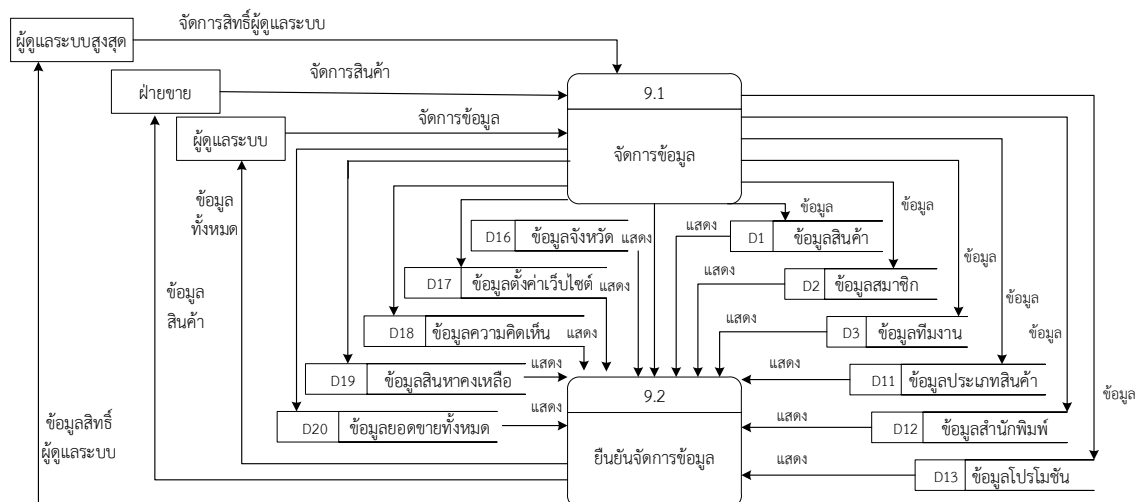 จัดการสิทธิ์ผู้ดูแลระบบ
ผู้ดูแลระบบสูงสุด
จัดการสินค้า
ฝ่ายขาย
9.1
จัดการข้อมูล
ผู้ดูแลระบบ
จัดการข้อมูล
ข้อมูล
ทั้งหมด
ข้อมูล
ข้อมูล
D16 ข้อมูลจังหวัด
แสดง
แสดง
D1 ข้อมูลสินค้า
D17 ข้อมูลตั้งค่าเว็บไซต์
แสดง
แสดง
D2 ข้อมูลสมาชิก
ข้อมูล
ข้อมูล
สินค้า
D18 ข้อมูลความคิดเห็น
แสดง
แสดง
D3 ข้อมูลทีมงาน
ข้อมูล
ข้อมูล
D19 ข้อมูลสินหาคงเหลือ
แสดง
แสดง
D11 ข้อมูลประเภทสินค้า
ข้อมูล
9.2
ยืนยันจัดการข้อมูล
D20 ข้อมูลยอดขายทั้งหมด
แสดง
แสดง
D12 ข้อมูลสำนักพิมพ์
ข้อมูลสิทธิ์
ผู้ดูแลระบบ
แสดง
D13 ข้อมูลโปรโมชัน